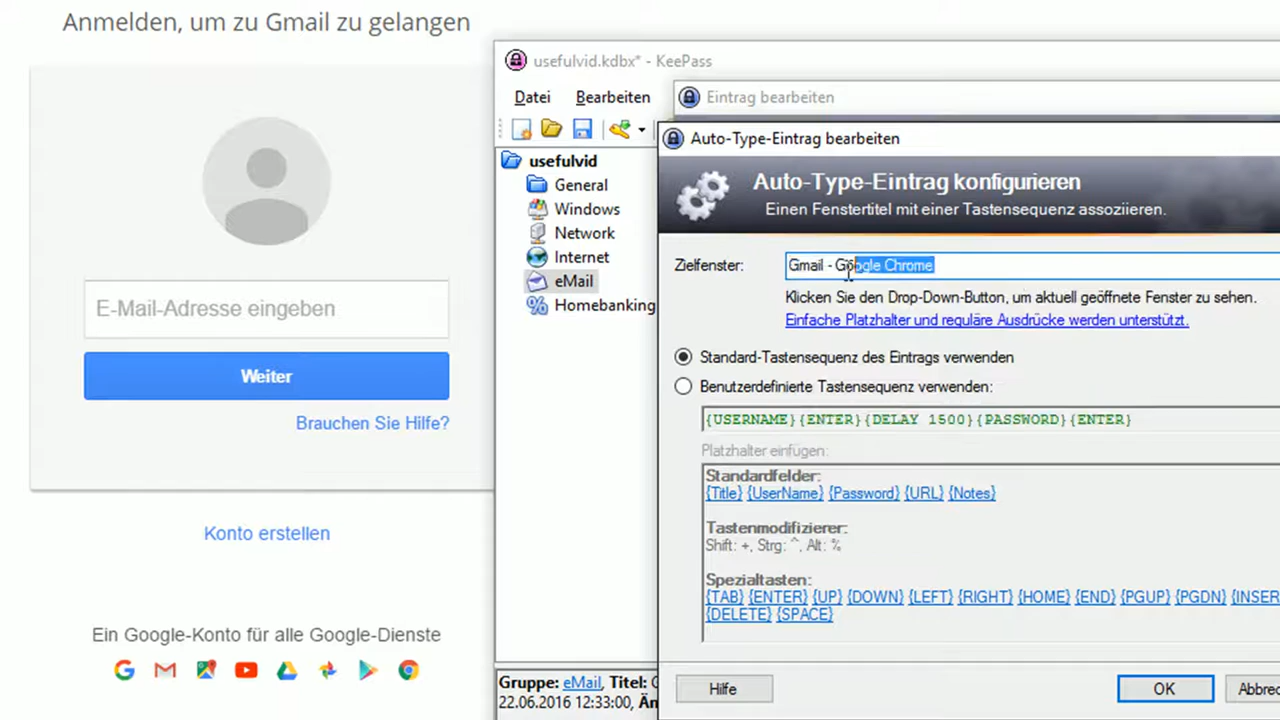 Anmelden, um zu Gmail zu gelangen
E-Mail-Adresse eingeben
Weiter
Brauchen Sie Hilfe?
Konto erstellen
Ein Google-Konto für alle Google-Dienste
usefulvid.kdbx* - KeePass
Datei Bearbeiten
usefulvid
General
Windows
Network
Internet
eMail
Homebanking
Gruppe: eMail, Titel: G
22.06.2016 12:33:00, Än
Eintrag bearbeiten
Auto-Type-Eintrag bearbeiten
Auto-Type-Eintrag konfigurieren
Einen Fenstertitel mit einer Tastensequenz assoziieren.
Zielfenster: Gmail - Google Chrome
Klicken Sie den Drop-Down-Button, um aktuell geöffnete Fenster zu sehen.
Einfache Platzhalter und reguläre Ausdrücke werden unterstützt.
Standard-Tastensequenz des Eintrags verwenden
Benutzerdefinierte Tastensequenz verwenden:
{USERNAME}{ENTER}{DELAY 1500}{PASSWORD}{ENTER}
Platzhalter einfügen:
Standardfelder:
{Title} {UserName} {Password} {URL} {Notes}
Tastenmodifizierer:
Shift: +, Strg: ^, Alt: %
Spezialtasten:
{TAB} {ENTER} {UP} {DOWN} {LEFT} {RIGHT} {HOME} {END} {PGUP} {PGDN} {INSER
{DELETE} {SPACE}
Hilfe OK Abbrec